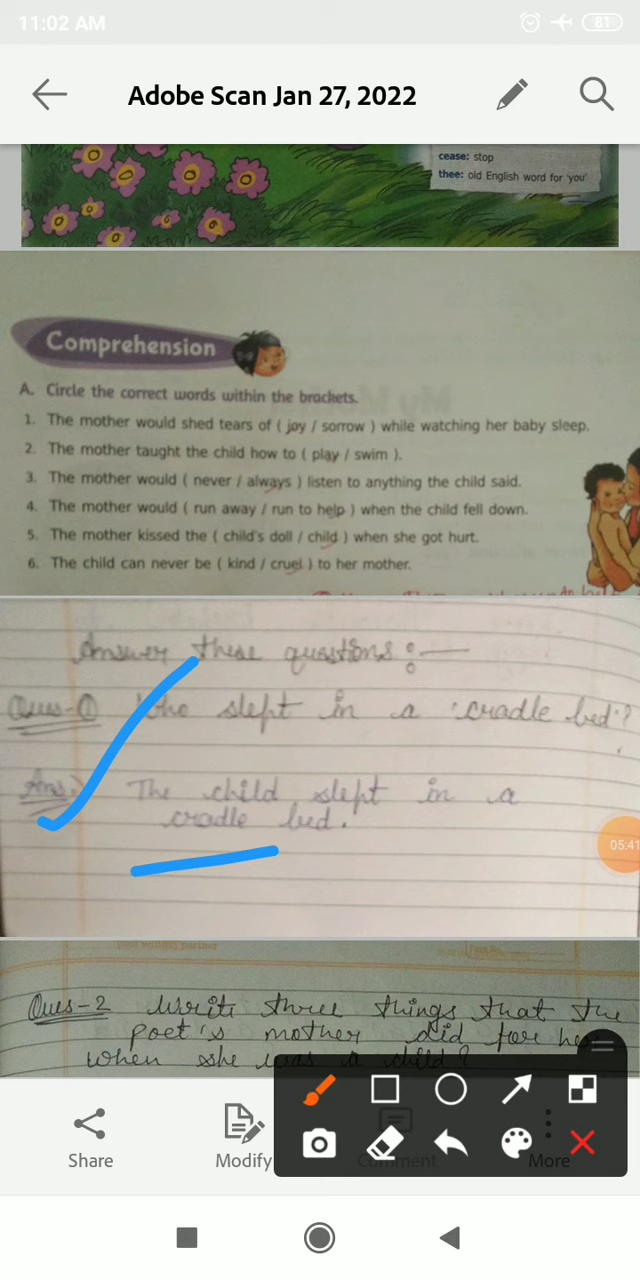 11:02 AM
81
Adobe Scan Jan 27, 2022
cease: stop
thee: old English word for 'you'
Comprehension
A. Circle the correct words within the brackets.
1. The mother would shed tears of ( joy / sorrow ) while watching her baby sleep.
2. The mother taught the child how to ( play / swim ).
3. The mother would ( never / always ) listen to anything the child said.
4. The mother would ( run away / run to help ) when the child fell down.
5. The mother kissed the ( child's doll / child ) when she got hurt.
6. The child can never be ( kind / cruel ) to her mother.
Answer these questions :—
Ques-1 Who slept in a 'cradle bed'?
Ans. The child slept in a
cradle bed.
05:41
Ques-2 Write three things that the
poet's mother did for her
when she was a child?
Share
Modify
Comment
More